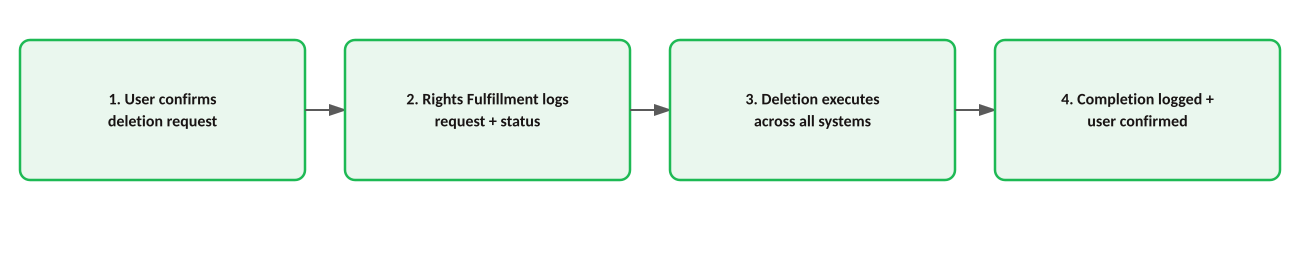 1. User confirms
deletion request
2. Rights Fulfillment logs
request + status
3. Deletion executes
across all systems
4. Completion logged +
user confirmed